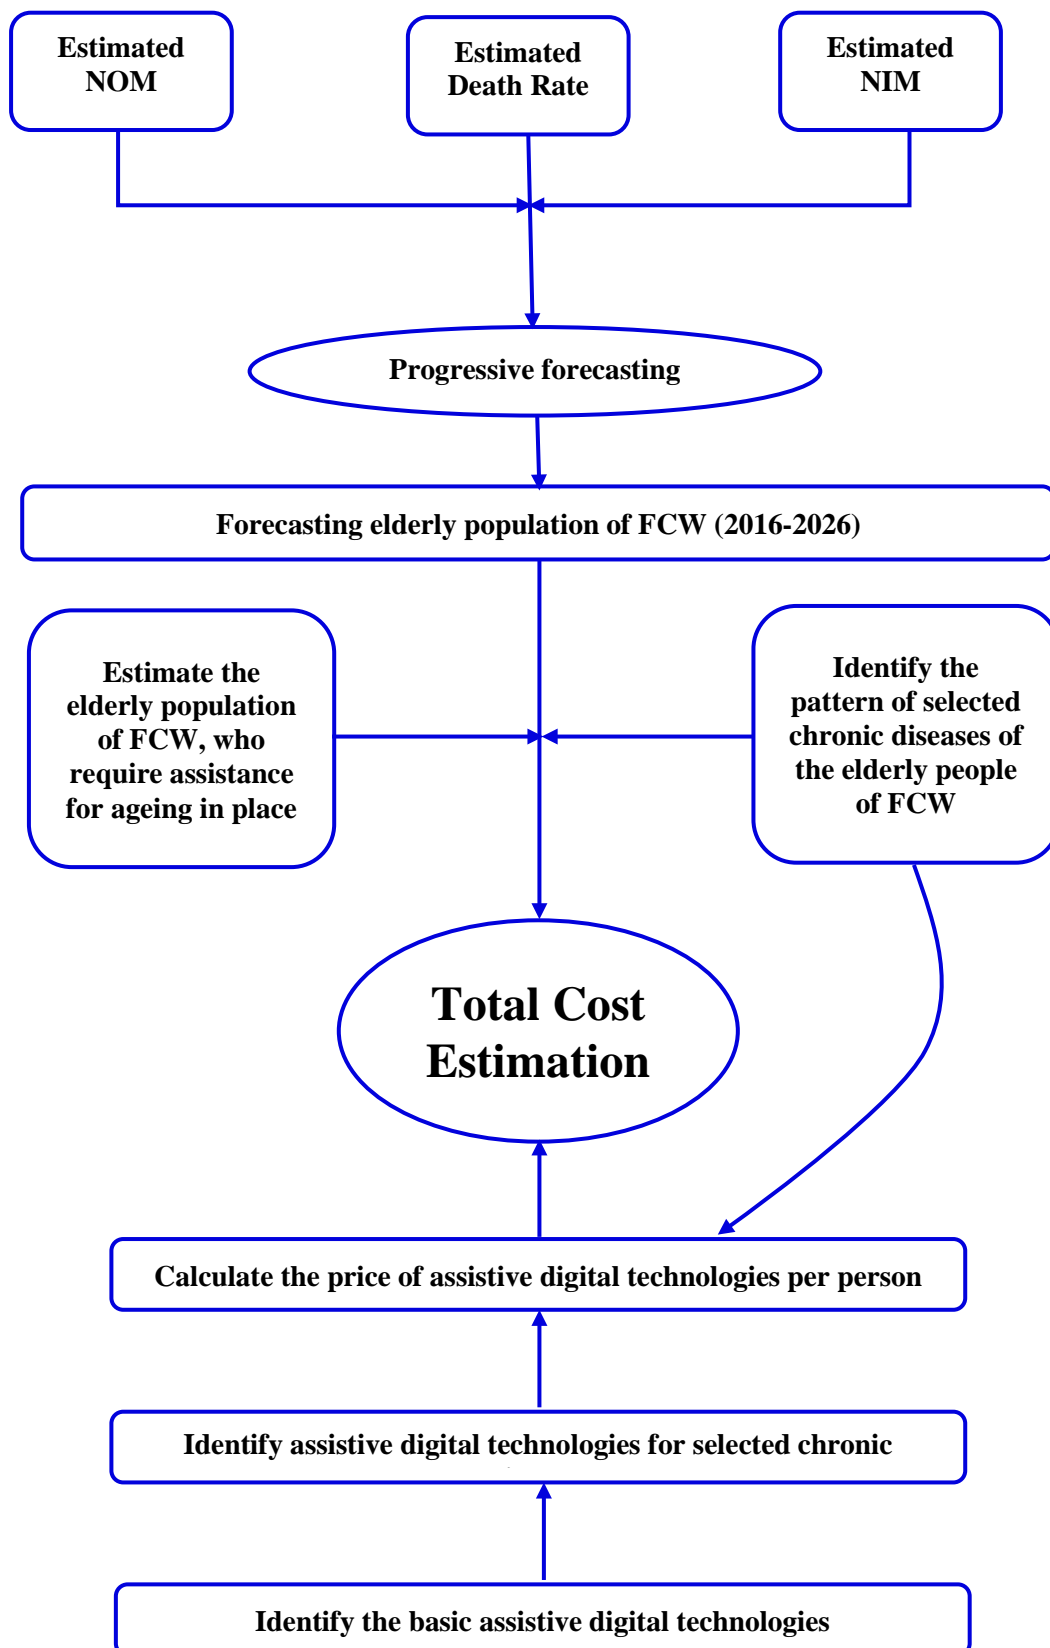 Estimated
NOM
Estimated
Death Rate
Estimated
NIM
Progressive forecasting
Forecasting elderly population of FCW (2016-2026)
Estimate the
elderly population
of FCW, who
require assistance
for ageing in place
Identify the
pattern of selected
chronic diseases of
the elderly people
of FCW
Total Cost
Estimation
Calculate the price of assistive digital technologies per person
Identify assistive digital technologies for selected chronic
Identify the basic assistive digital technologies